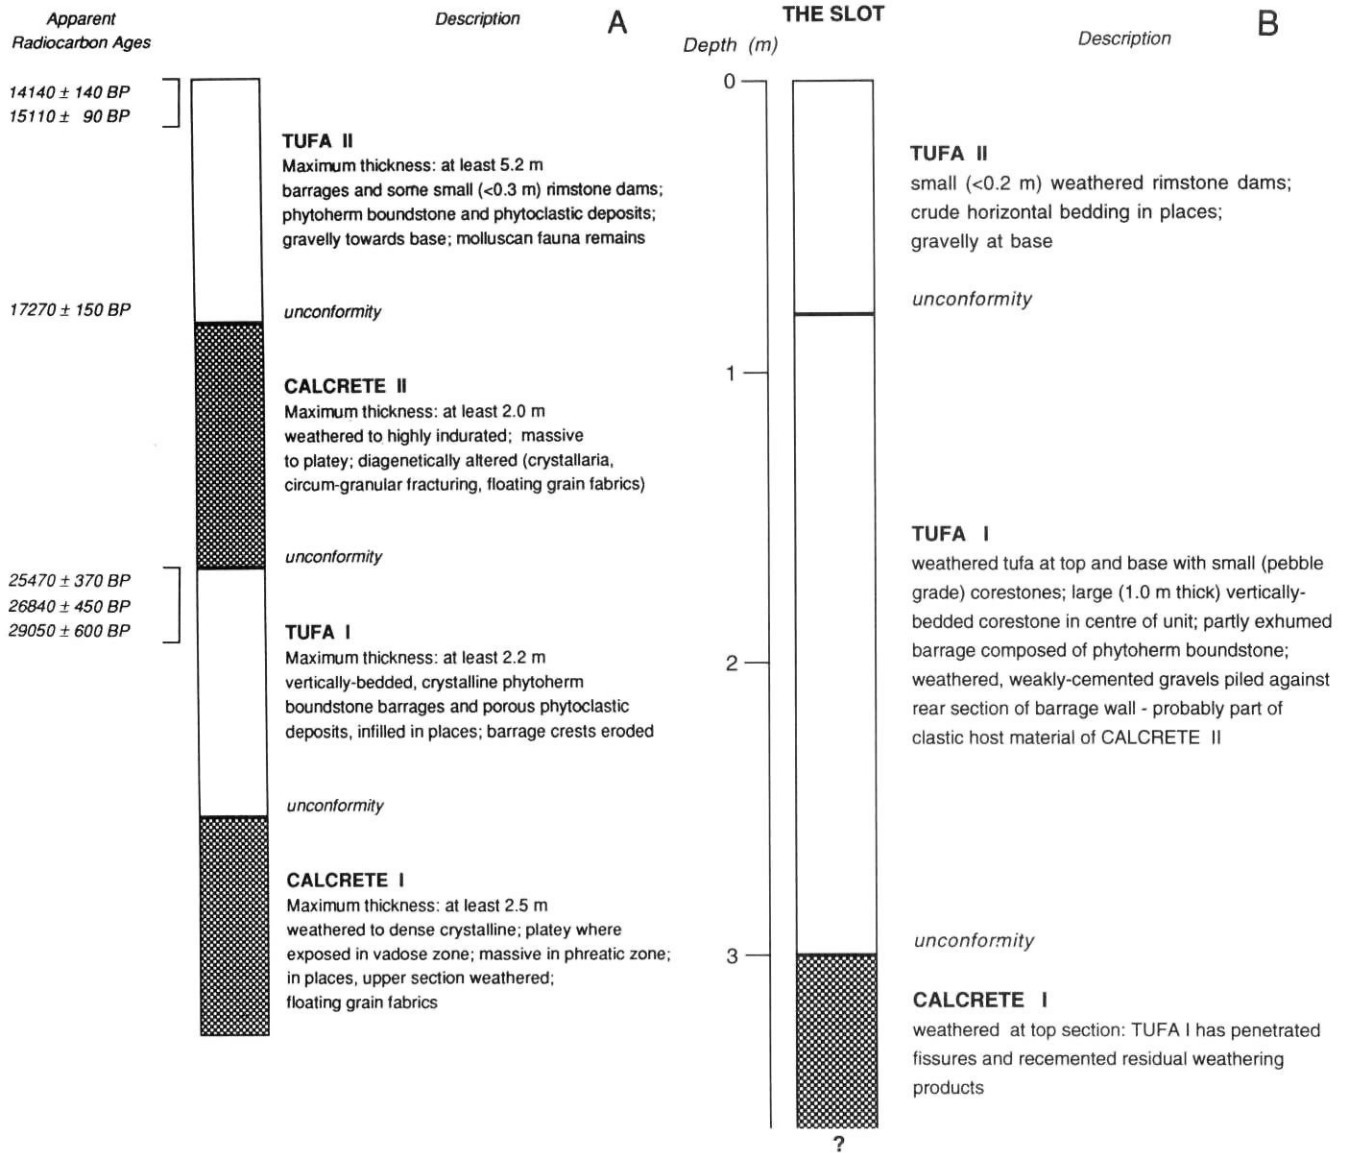 Apparent
Radiocarbon Ages
Description
A
14140 ± 140 BP
15110 ± 90 BP
TUFA II
Maximum thickness: at least 5.2 m
barrages and some small (<0.3 m) rimstone dams;
phytoherm boundstone and phytoclastic deposits;
gravelly towards base; molluscan fauna remains
17270 ± 150 BP
unconformity
CALCRETE II
Maximum thickness: at least 2.0 m
weathered to highly indurated; massive
to platey; diagenetically altered (crystallaria,
circum-granular fracturing, floating grain fabrics)
unconformity
25470 ± 370 BP
26840 ± 450 BP
29050 ± 600 BP
TUFA I
Maximum thickness: at least 2.2 m
vertically-bedded, crystalline phytoherm
boundstone barrages and porous phytoclastic
deposits, infilled in places; barrage crests eroded
unconformity
CALCRETE I
Maximum thickness: at least 2.5 m
weathered to dense crystalline; platey where
exposed in vadose zone; massive in phreatic zone;
in places, upper section weathered;
floating grain fabrics
THE SLOT
Depth (m)
Description
B
0
TUFA II
small (<0.2 m) weathered rimstone dams;
crude horizontal bedding in places;
gravelly at base
unconformity
1
TUFA I
weathered tufa at top and base with small (pebble
grade) corestones; large (1.0 m thick) vertically-
bedded corestone in centre of unit; partly exhumed
barrage composed of phytoherm boundstone;
weathered, weakly-cemented gravels piled against
rear section of barrage wall - probably part of
clastic host material of CALCRETE II
2
unconformity
3
CALCRETE I
weathered at top section: TUFA I has penetrated
fissures and recemented residual weathering
products
?